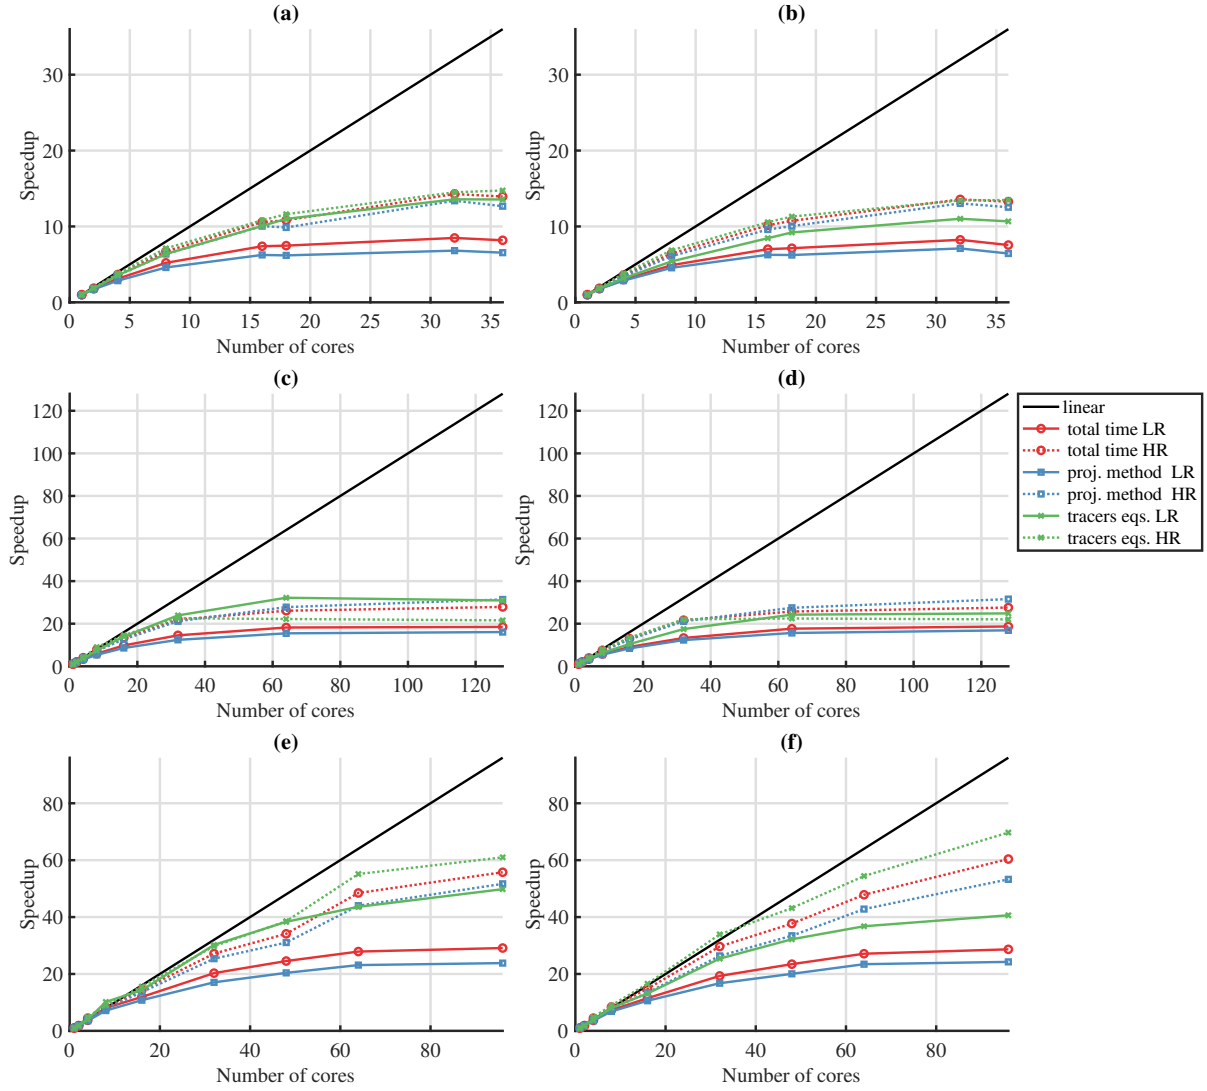 (a)
(b)
Speedup
30
20
10
0
0 5 10 15 20 25 30 35
Number of cores
Speedup
30
20
10
0
0 5 10 15 20 25 30 35
Number of cores
(c)
(d)
Speedup
120
100
80
60
40
20
0
0 20 40 60 80 100 120
Number of cores
Speedup
120
100
80
60
40
20
0
0 20 40 60 80 100 120
Number of cores
linear
total time LR
total time HR
proj. method LR
proj. method HR
tracers eqs. LR
tracers eqs. HR
(e)
(f)
Speedup
80
60
40
20
0
0 20 40 60 80
Number of cores
Speedup
80
60
40
20
0
0 20 40 60 80
Number of cores